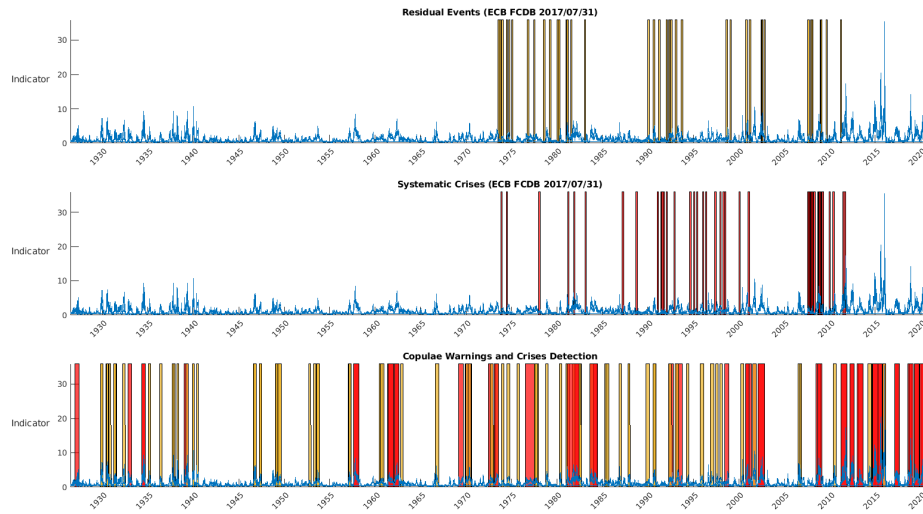 Residual Events (ECB FCDB 2017/07/31)
30
20
Indicator
10
0
1930 1935 1940 1945 1950 1955 1960 1965 1970 1975 1980 1985 1990 1995 2000 2005 2010 2015 2020
Systematic Crises (ECB FCDB 2017/07/31)
30
20
Indicator
10
0
1930 1935 1940 1945 1950 1955 1960 1965 1970 1975 1980 1985 1990 1995 2000 2005 2010 2015 2020
Copulae Warnings and Crises Detection
30
20
Indicator
10
0
1930 1935 1940 1945 1950 1955 1960 1965 1970 1975 1980 1985 1990 1995 2000 2005 2010 2015 2020